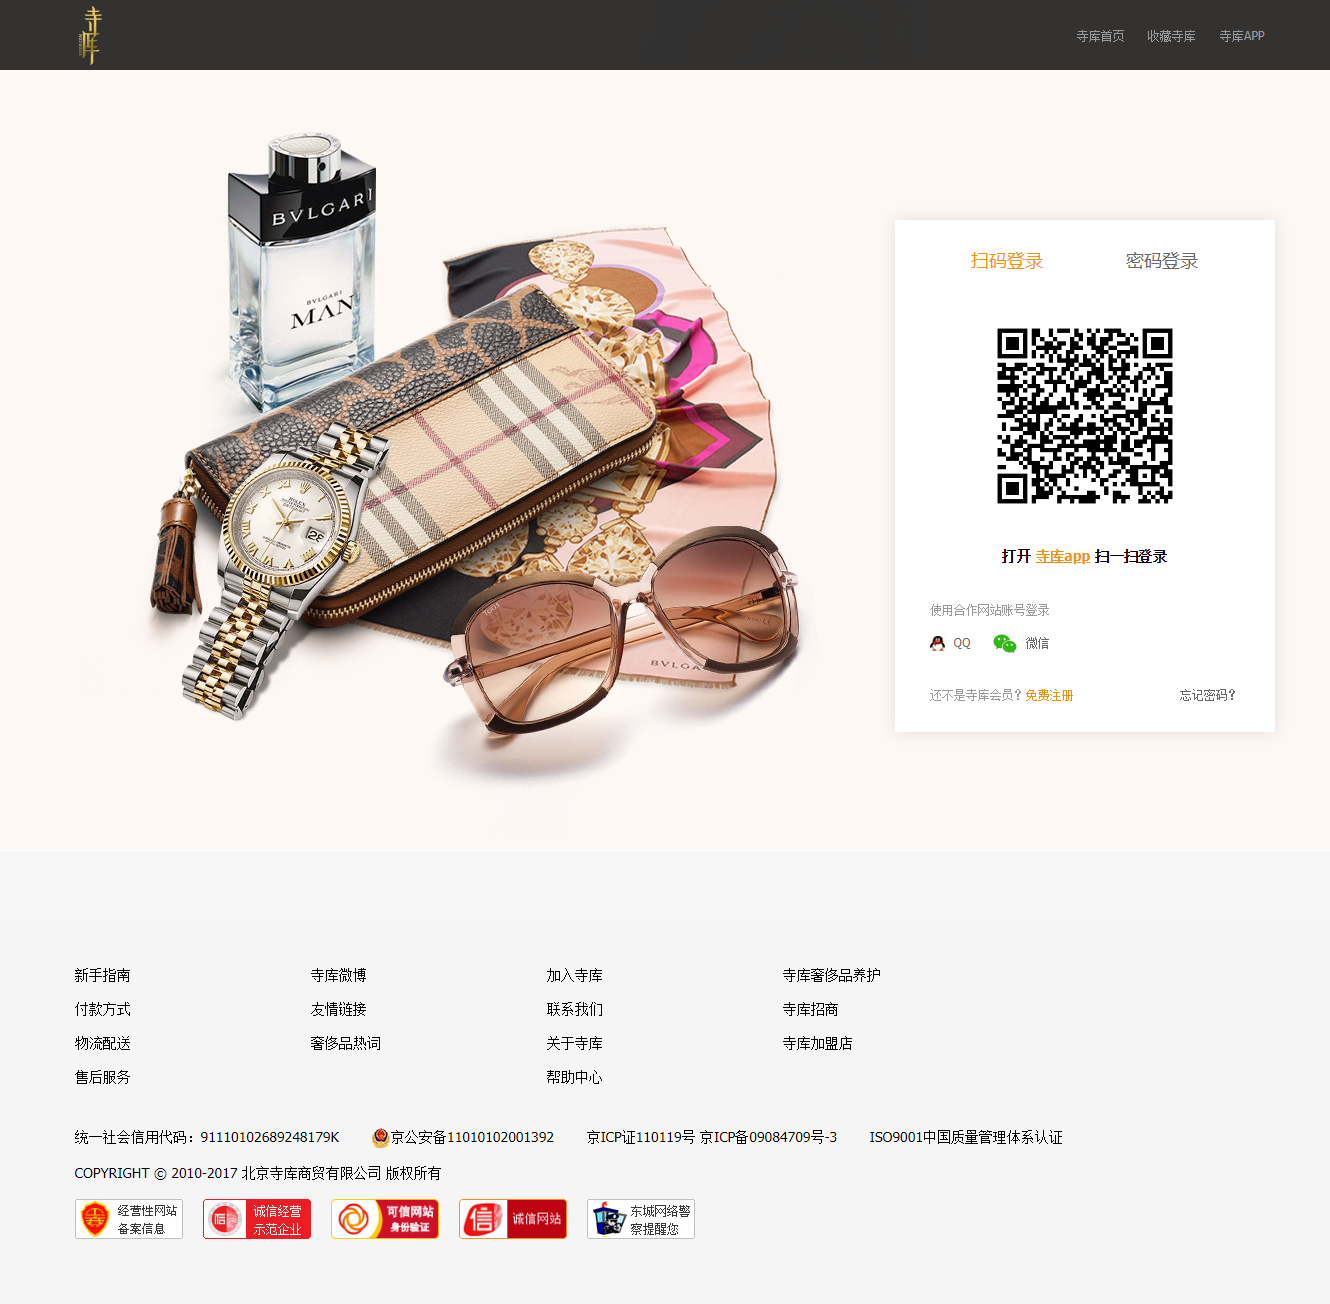 寺库
寺库首页 收藏寺库 寺库APP
BVLGARI
BVLGARI
MAN
ROLEX
28
TODS
BVLGARI
扫码登录 密码登录
打开 寺库app 扫一扫登录
使用合作网站账号登录
QQ 微信
还不是寺库会员？免费注册 忘记密码？
新手指南 寺库微博 加入寺库 寺库奢侈品养护
付款方式 友情链接 联系我们 寺库招商
物流配送 奢侈品热词 关于寺库 寺库加盟店
售后服务 帮助中心
统一社会信用代码：91110102689248179K 京公安备11010102001392 京ICP证110119号 京ICP备09084709号-3 ISO9001中国质量管理体系认证
COPYRIGHT © 2010-2017 北京寺库商贸有限公司 版权所有
经营性网站
备案信息
信
诚信经营
示范企业
可信网站
身份验证
信
诚信网站
东城网络警
察提醒您